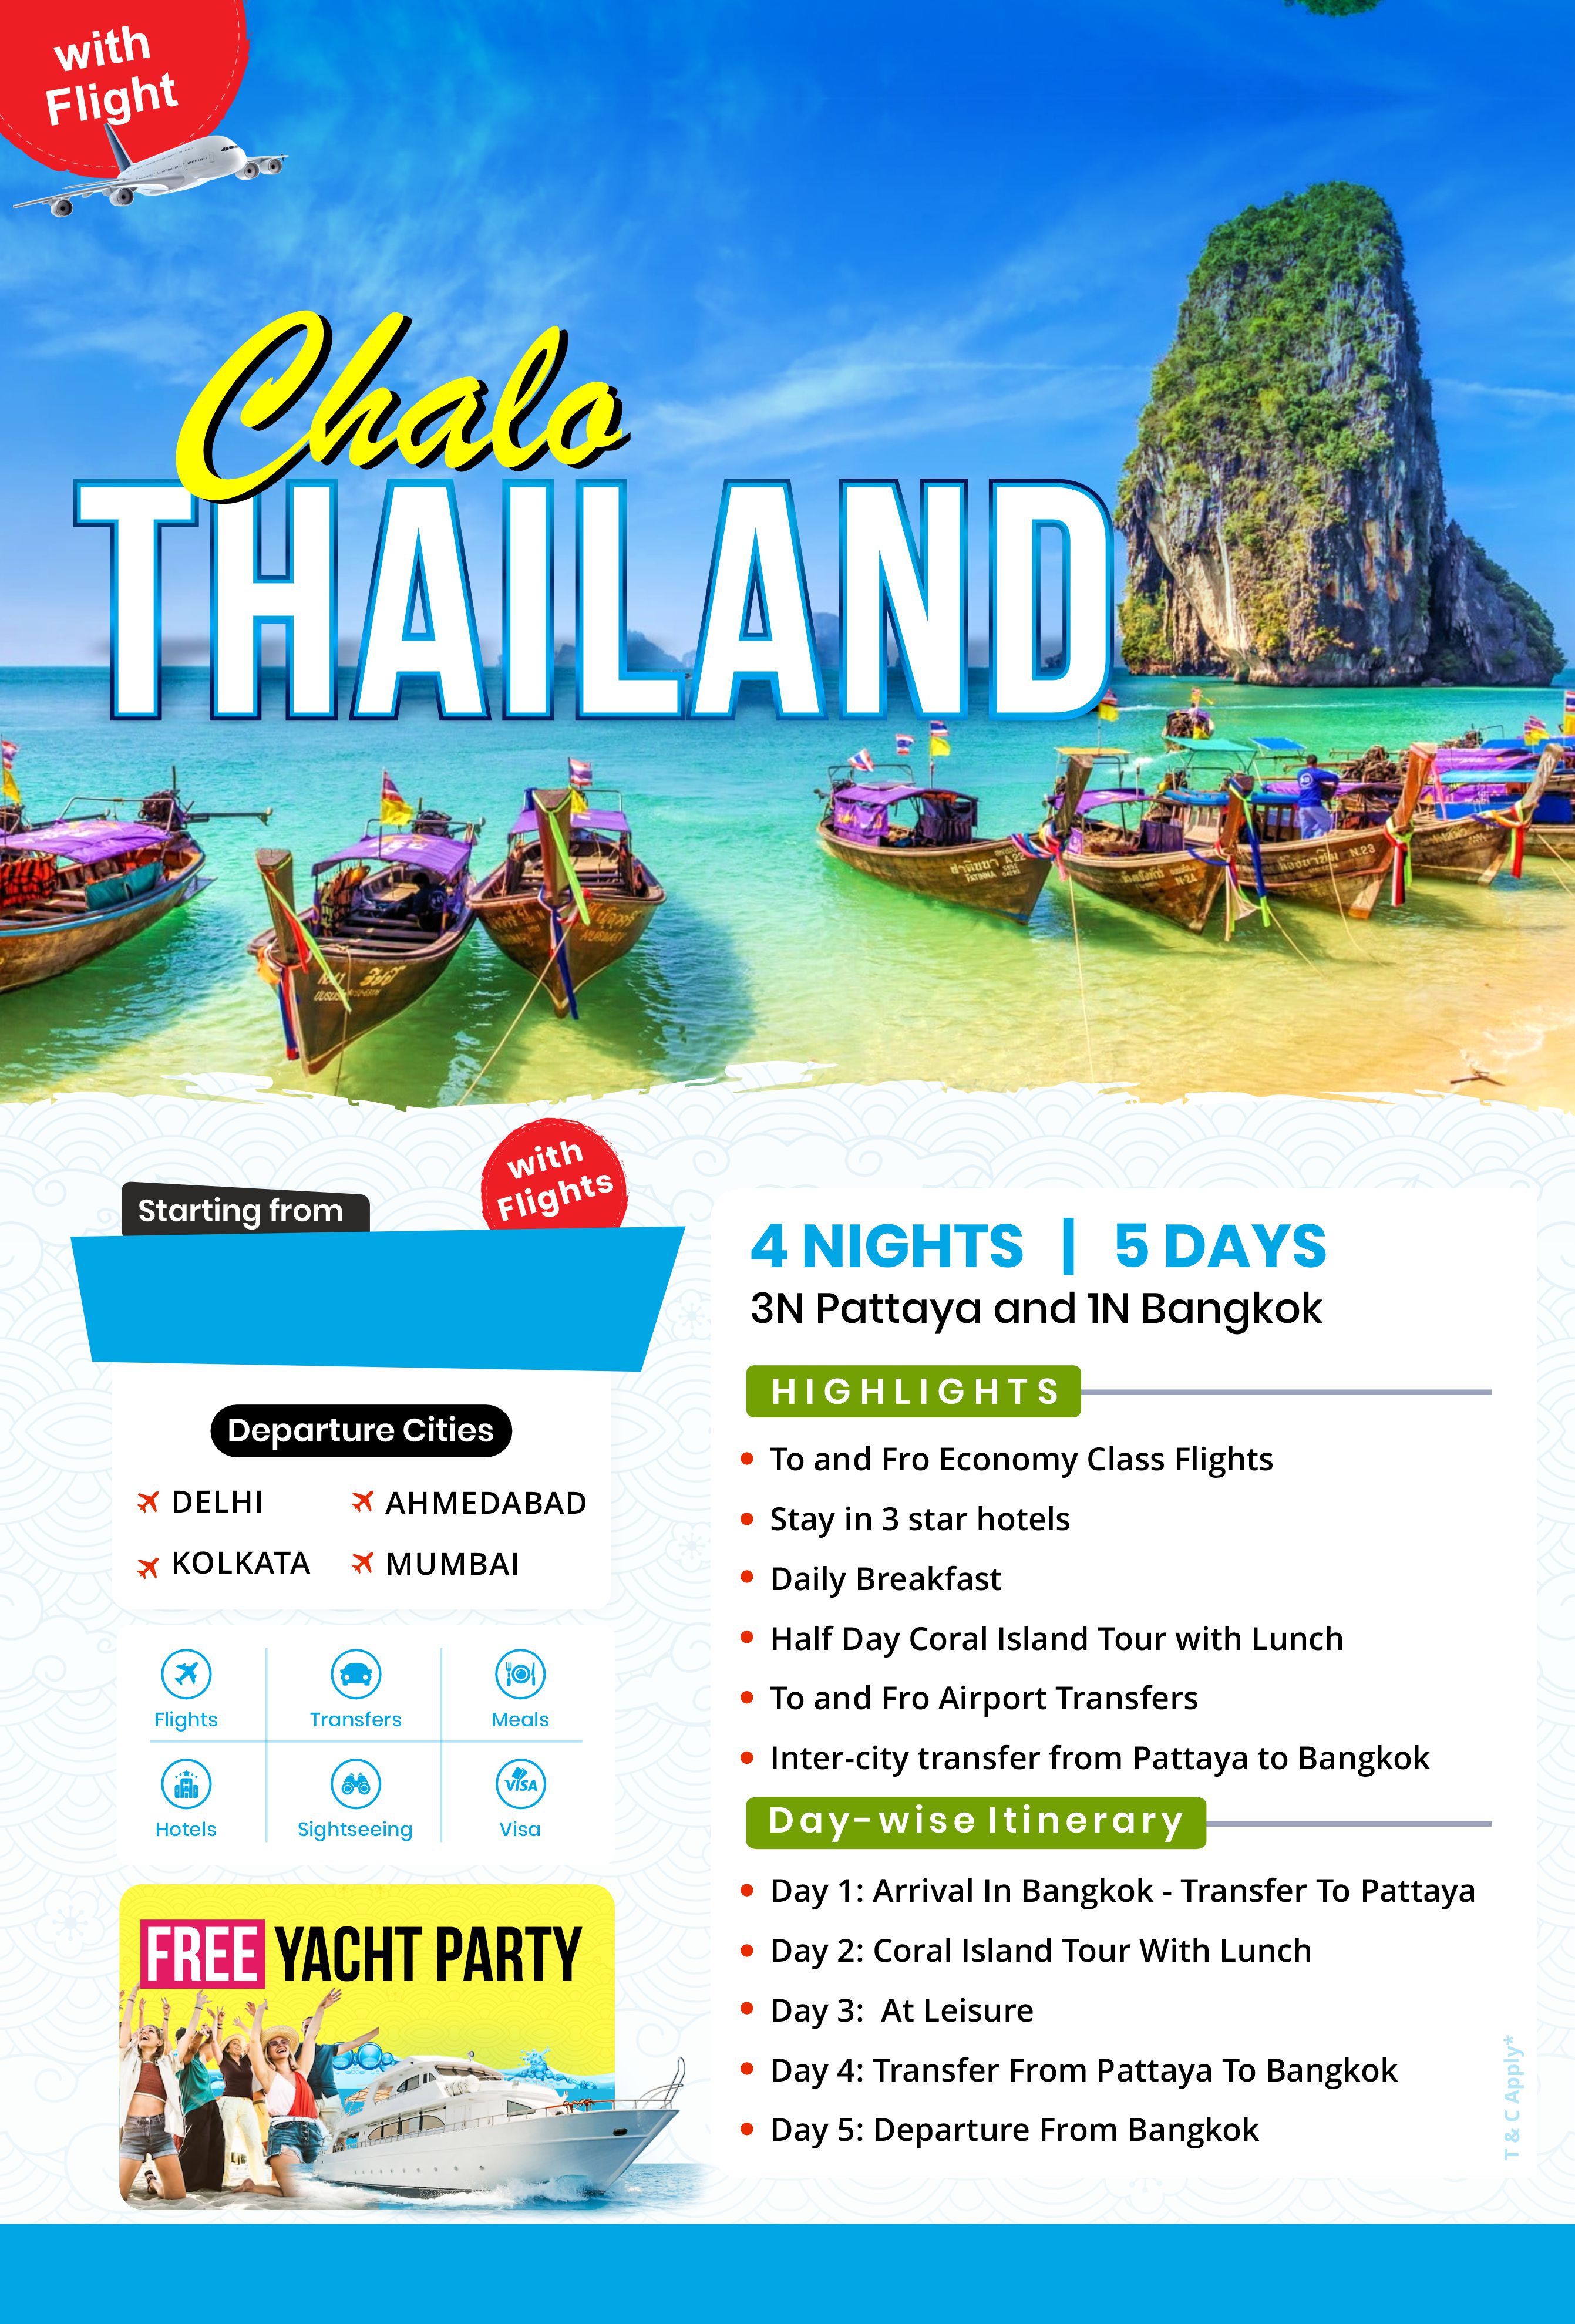 with
Flight
Chalo
THAILAND
Starting from
with
Flights
Departure Cities
DELHI
AHMEDABAD
KOLKATA
MUMBAI
Flights
Transfers
Meals
Hotels
Sightseeing
VISA
Visa
FREE YACHT PARTY
4 NIGHTS | 5 DAYS
3N Pattaya and 1N Bangkok
HIGHLIGHTS
To and Fro Economy Class Flights
Stay in 3 star hotels
Daily Breakfast
Half Day Coral Island Tour with Lunch
To and Fro Airport Transfers
Inter-city transfer from Pattaya to Bangkok
Day-wise Itinerary
Day 1: Arrival In Bangkok - Transfer To Pattaya
Day 2: Coral Island Tour With Lunch
Day 3: At Leisure
Day 4: Transfer From Pattaya To Bangkok
Day 5: Departure From Bangkok
T & C Apply*
N.23